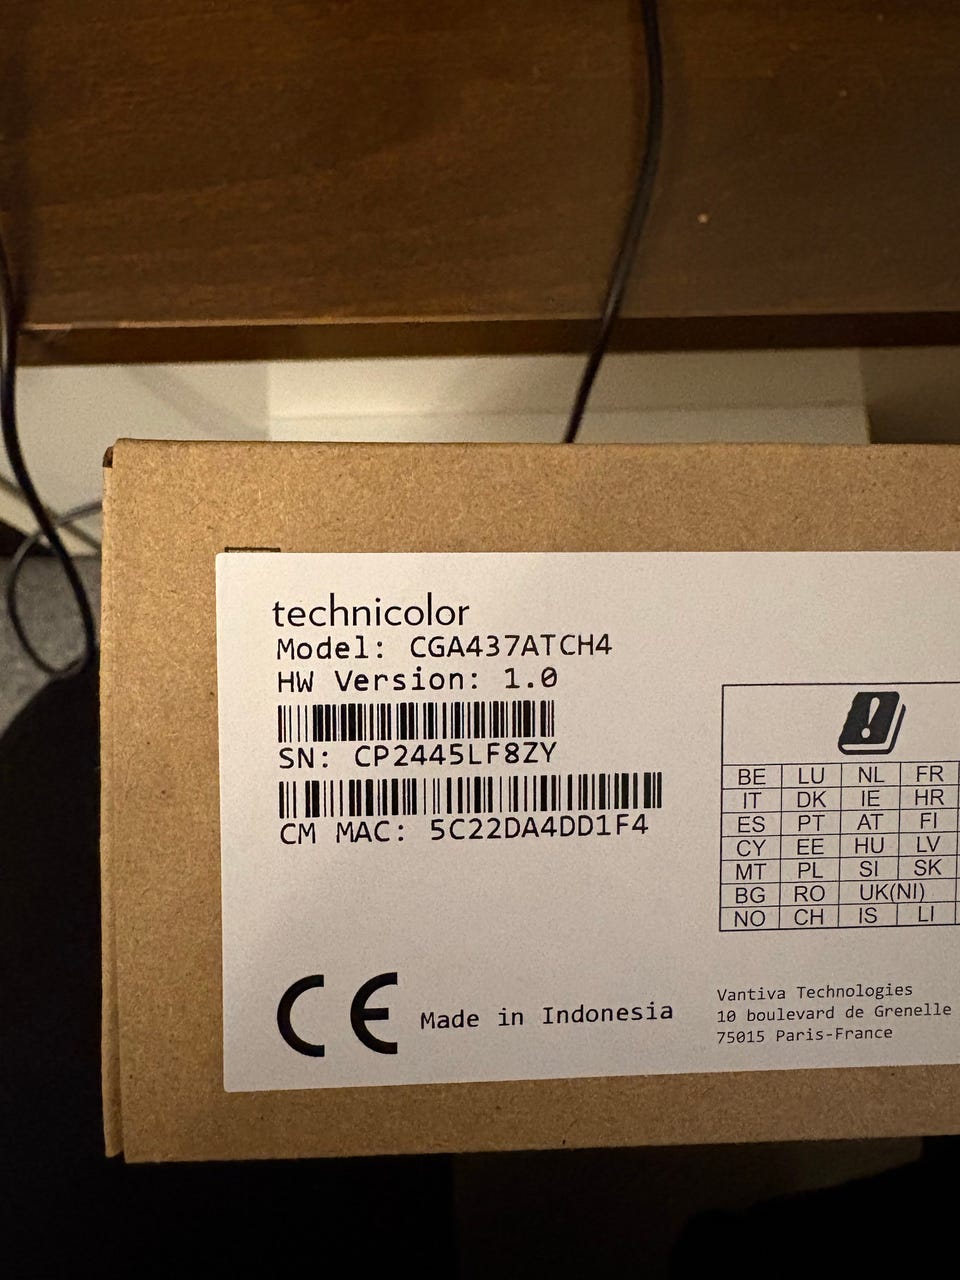 technicolor
Model: CGA437ATCH4
HW Version: 1.0
SN: CP2445LF8ZY
CM MAC: 5C22DA4DD1F4
BE LU NL FR
IT DK IE HR
ES PT AT FI
CY EE HU LV
MT PL SI SK
BG RO UK(NI)
NO CH IS LI
CE Made in Indonesia
Vantiva Technologies
10 boulevard de Grenelle
75015 Paris-France